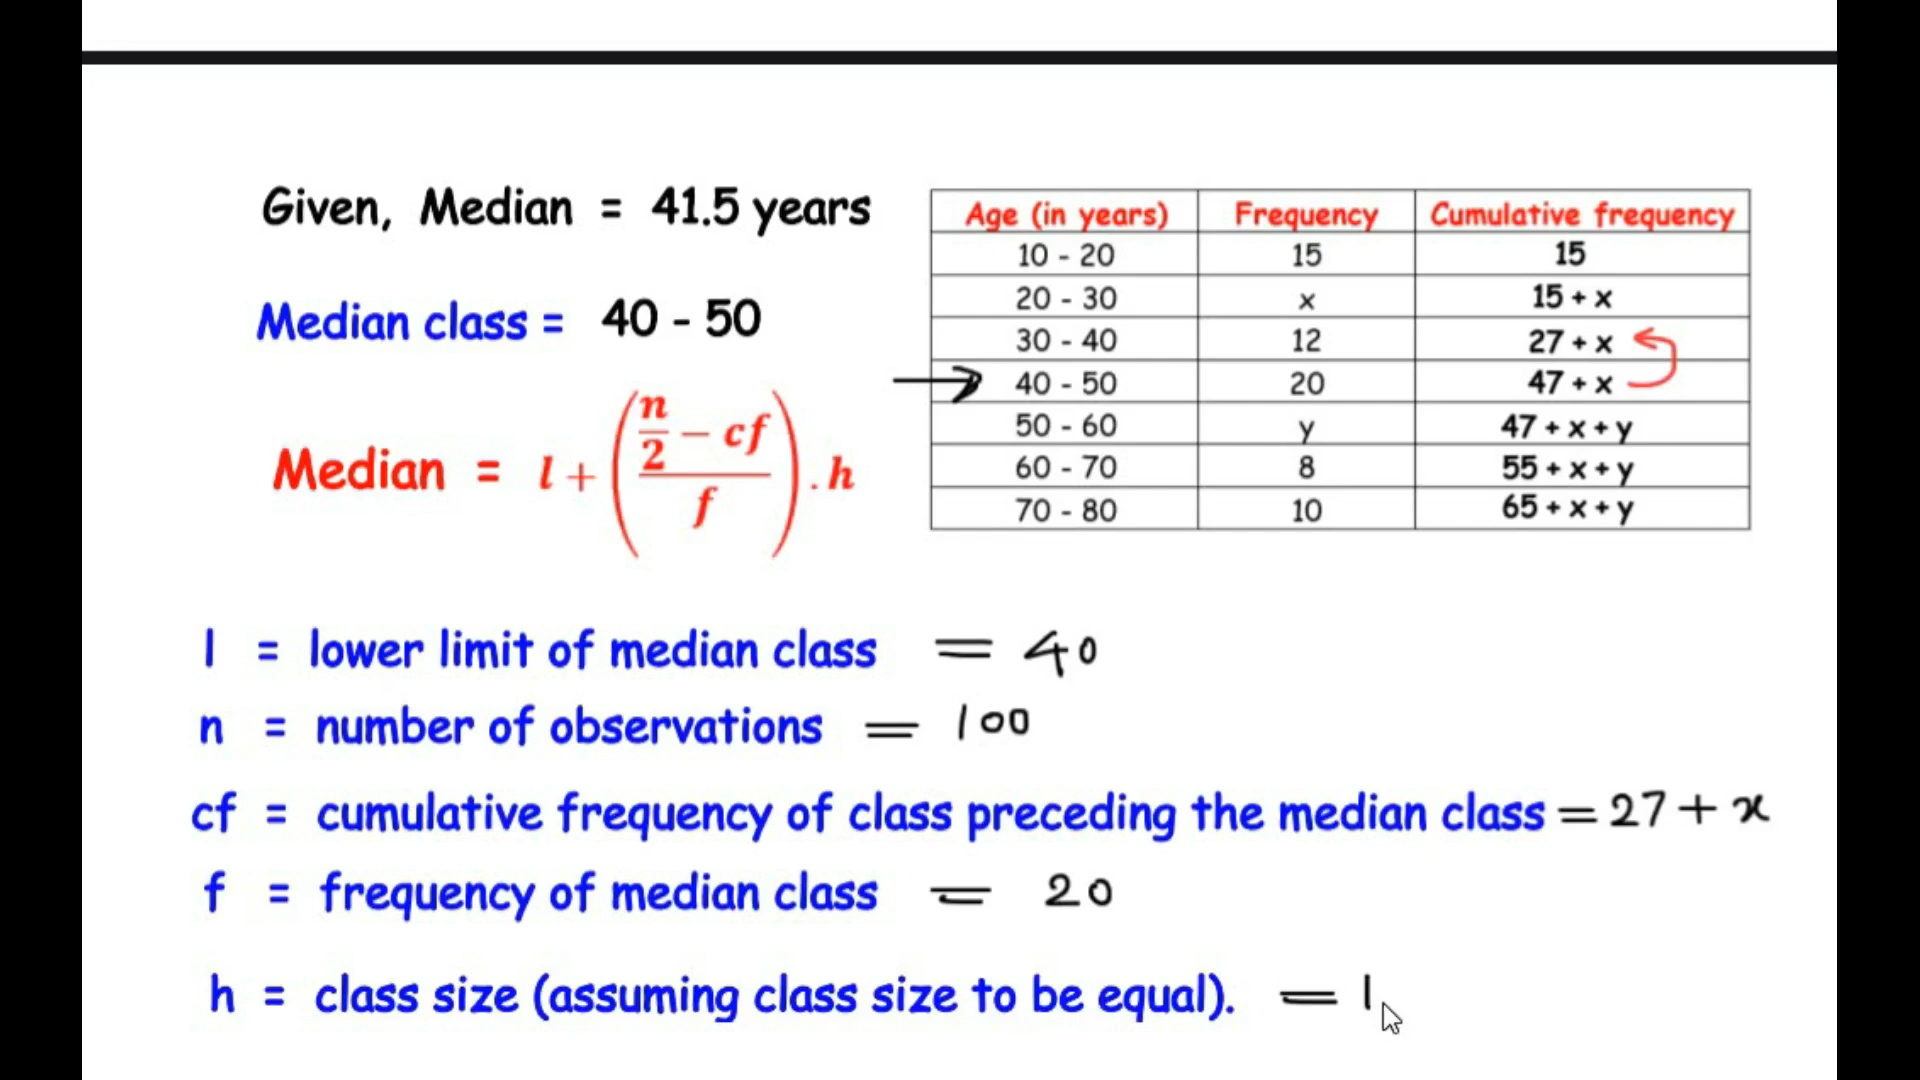 Given, Median = 41.5 years
Median class = 40 - 50
Median = l + ( (n/2 − cf) / f ) . h
Age (in years) Frequency Cumulative frequency
10 - 20 15 15
20 - 30 x 15 + x
30 - 40 12 27 + x
40 - 50 20 47 + x
50 - 60 y 47 + x + y
60 - 70 8 55 + x + y
70 - 80 10 65 + x + y
l = lower limit of median class = 40
n = number of observations = 100
cf = cumulative frequency of class preceding the median class = 27 + x
f = frequency of median class = 20
h = class size (assuming class size to be equal). = 1